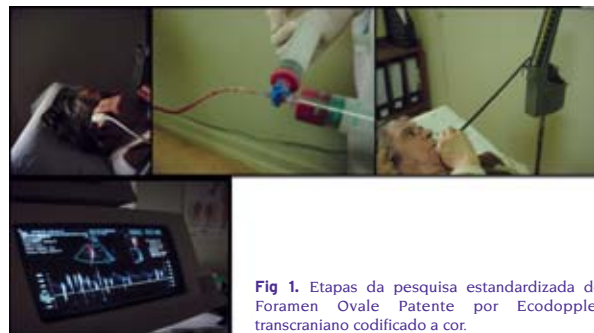 Fig 1. Etapas da pesquisa estandardizada d
Foramen Ovale Patente por Ecodopple
transcraniano codificado a cor.